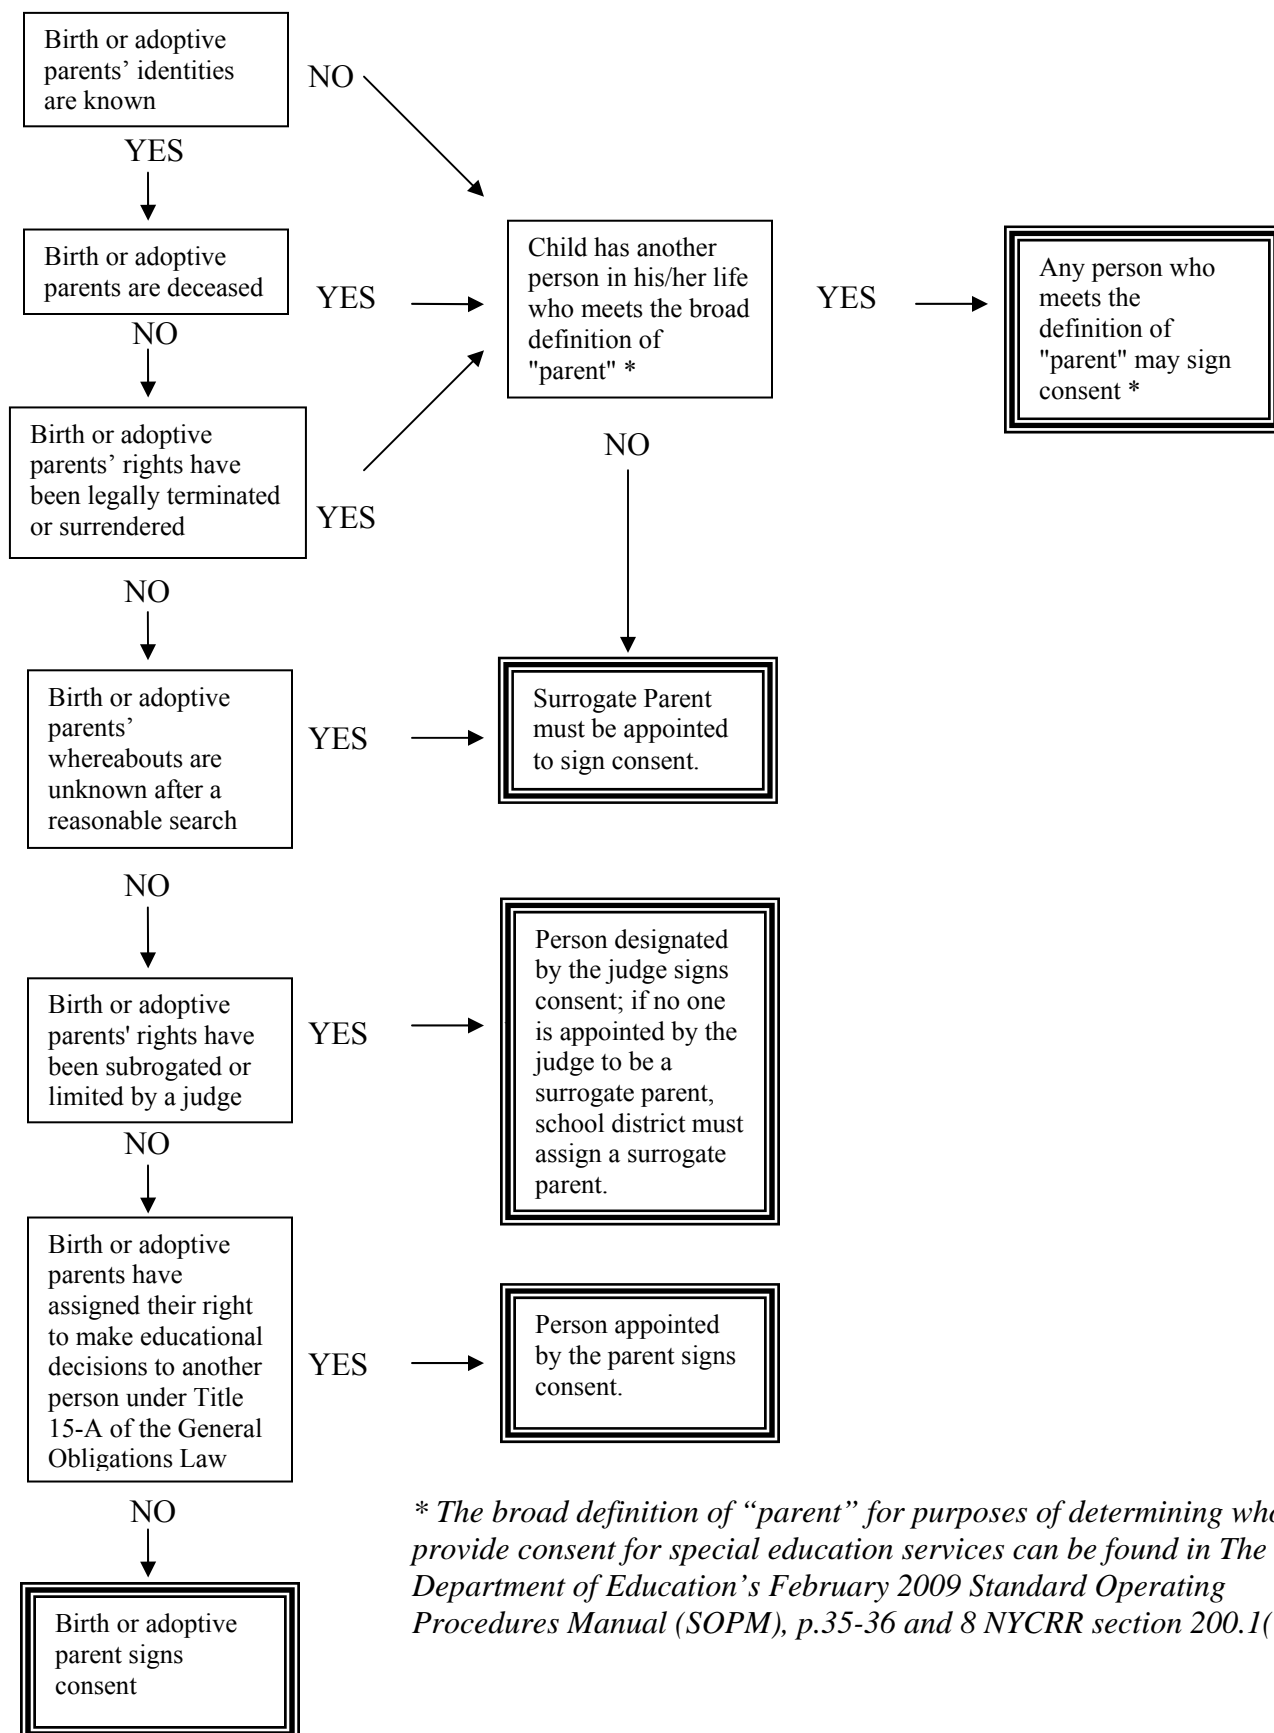 Birth or adoptive
parents’ identities
are known
NO
YES
Birth or adoptive
parents are deceased
YES
Child has another
person in his/her life
who meets the broad
definition of
"parent" *
YES
Any person who
meets the
definition of
"parent" may sign
consent *
NO
Birth or adoptive
parents’ rights have
been legally terminated
or surrendered
YES
NO
NO
Birth or adoptive
parents’
whereabouts are
unknown after a
reasonable search
YES
Surrogate Parent
must be appointed
to sign consent.
NO
Birth or adoptive
parents' rights have
been subrogated or
limited by a judge
YES
Person designated
by the judge signs
consent; if no one
is appointed by the
judge to be a
surrogate parent,
school district must
assign a surrogate
parent.
NO
Birth or adoptive
parents have
assigned their right
to make educational
decisions to another
person under Title
15-A of the General
Obligations Law
YES
Person appointed
by the parent signs
consent.
NO
Birth or adoptive
parent signs
consent
* The broad definition of “parent” for purposes of determining who
provide consent for special education services can be found in The
Department of Education’s February 2009 Standard Operating
Procedures Manual (SOPM), p.35-36 and 8 NYCRR section 200.1(